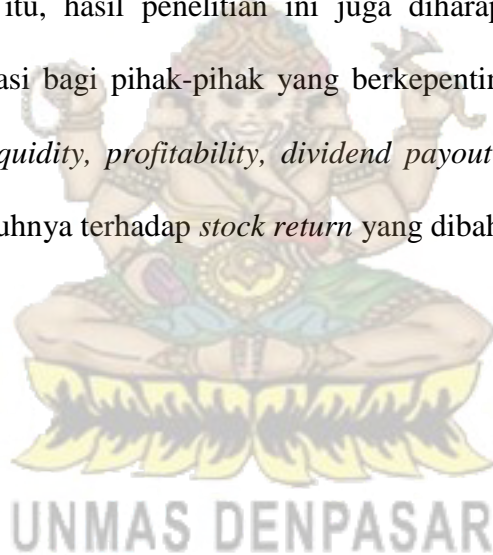 itu, hasil penelitian ini juga diharap
asi bagi pihak-pihak yang berkepentin
quidity, profitability, dividend payout
uhnya terhadap stock return yang dibah
UNMAS DENPASAR